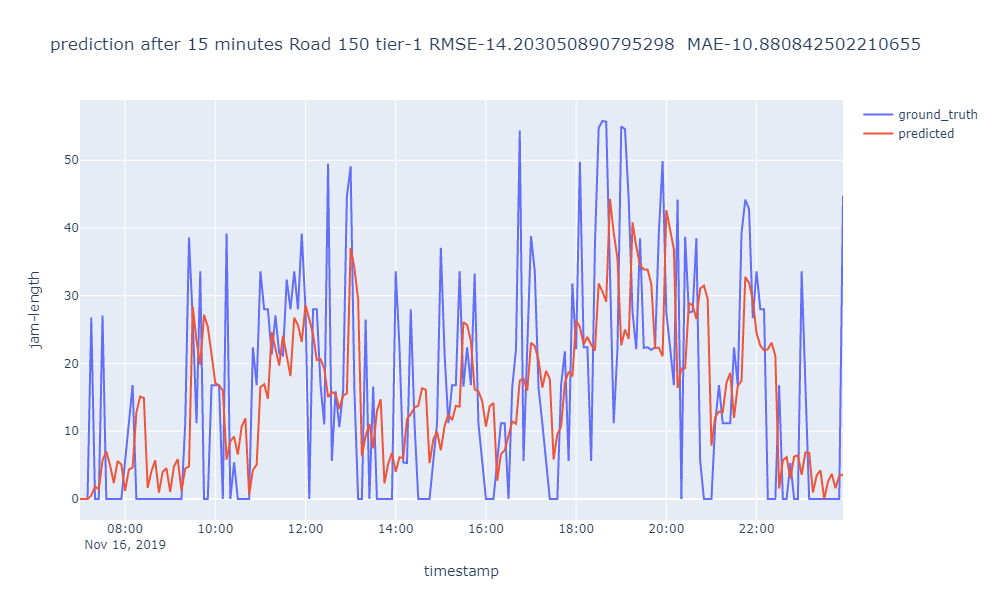 prediction after 15 minutes Road 150 tier-1 RMSE-14.203050890795298  MAE-10.880842502210655
ground_truth
predicted
jam-length
50
40
30
20
10
0
08:00 10:00 12:00 14:00 16:00 18:00 20:00 22:00
Nov 16, 2019
timestamp